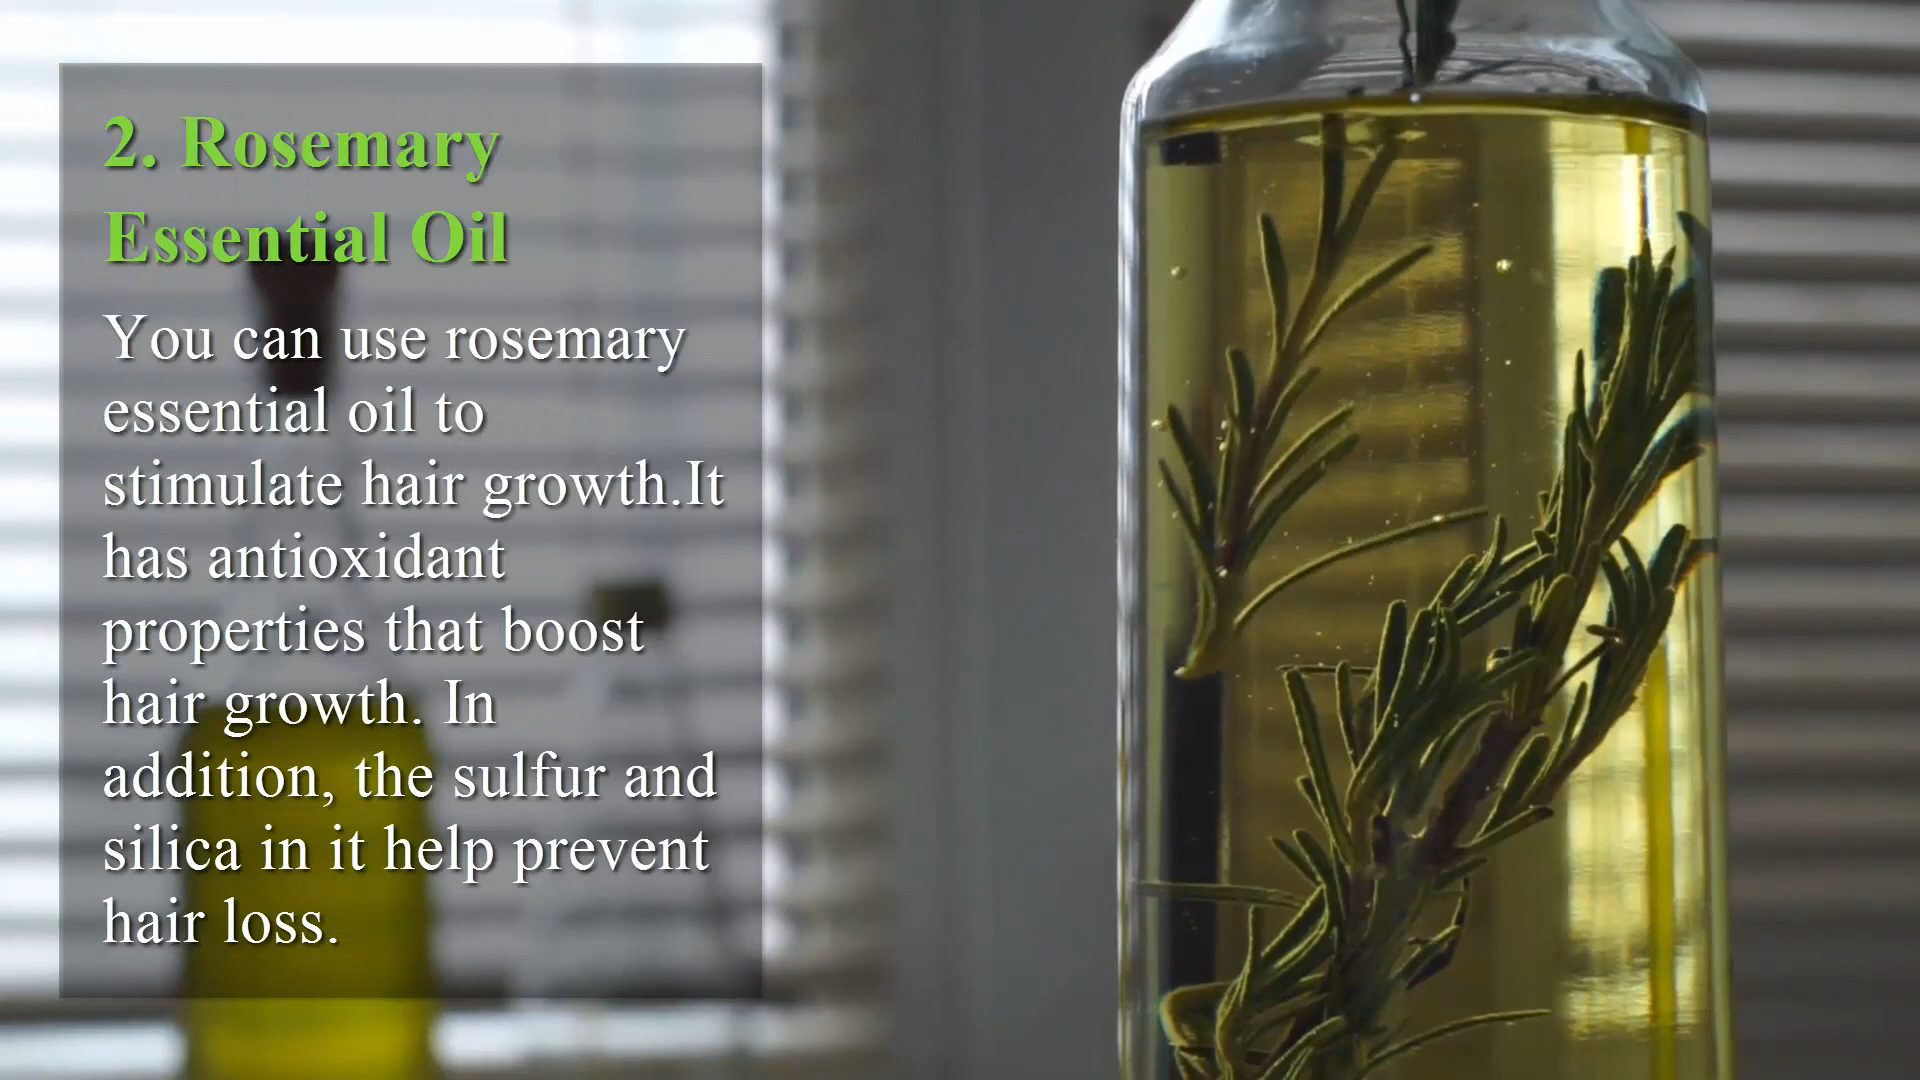 2. Rosemary
Essential Oil
You can use rosemary
essential oil to
stimulate hair growth.It
has antioxidant
properties that boost
hair growth. In
addition, the sulfur and
silica in it help prevent
hair loss.